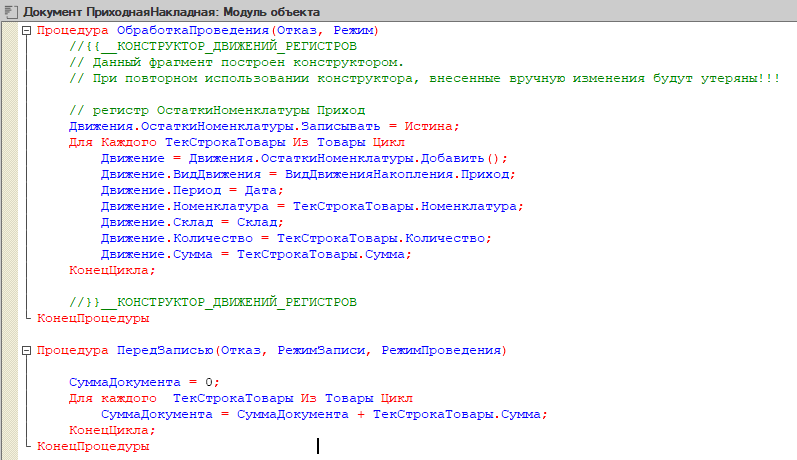 Документ ПриходнаяНакладная: Модуль объекта
Процедура ОбработкаПроведения(Отказ, Режим)
//{{__КОНСТРУКТОР_ДВИЖЕНИЙ_РЕГИСТРОВ
// Данный фрагмент построен конструктором.
// При повторном использовании конструктора, внесенные вручную изменения будут утеряны!!!
// регистр ОстаткиНоменклатуры Приход
Движения.ОстаткиНоменклатуры.Записывать = Истина;
Для Каждого ТекСтрокаТовары Из Товары Цикл
Движение = Движения.ОстаткиНоменклатуры.Добавить();
Движение.ВидДвижения = ВидДвиженияНакопления.Приход;
Движение.Период = Дата;
Движение.Номенклатура = ТекСтрокаТовары.Номенклатура;
Движение.Склад = Склад;
Движение.Количество = ТекСтрокаТовары.Количество;
Движение.Сумма = ТекСтрокаТовары.Сумма;
КонецЦикла;
//}}__КОНСТРУКТОР_ДВИЖЕНИЙ_РЕГИСТРОВ
КонецПроцедуры
Процедура ПередЗаписью(Отказ, РежимЗаписи, РежимПроведения)
СуммаДокумента = 0;
Для каждого  ТекСтрокаТовары Из Товары Цикл
СуммаДокумента = СуммаДокумента + ТекСтрокаТовары.Сумма;
КонецЦикла;
КонецПроцедуры